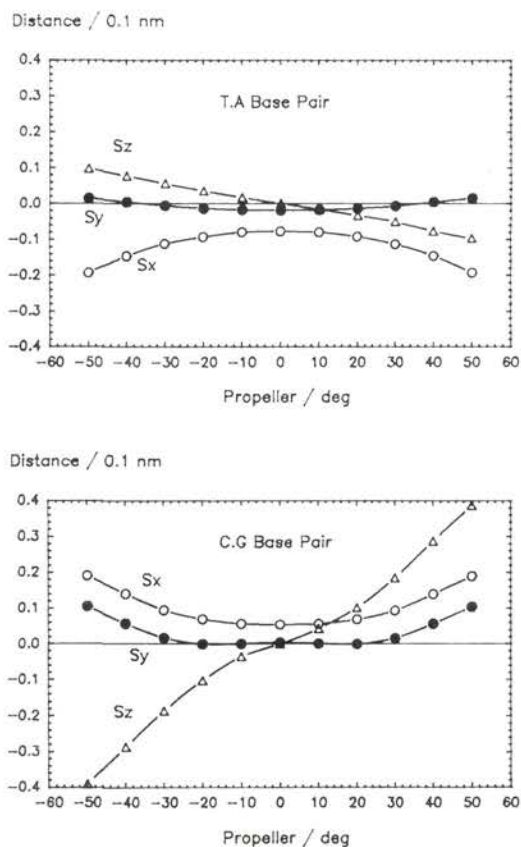 Distance / 0.1 nm
0.4
0.3
T.A Base Pair
0.2
Sz
0.1
0.0
Sy
-0.1
Sx
-0.2
-0.3
-0.4
-60 -50 -40 -30 -20 -10 0 10 20 30 40 50 60
Propeller / deg
Distance / 0.1 nm
0.4
0.3
C.G Base Pair
0.2
Sx
0.1
0.0
Sy
-0.1
Sz
-0.2
-0.3
-0.4
-60 -50 -40 -30 -20 -10 0 10 20 30 40 50 60
Propeller / deg